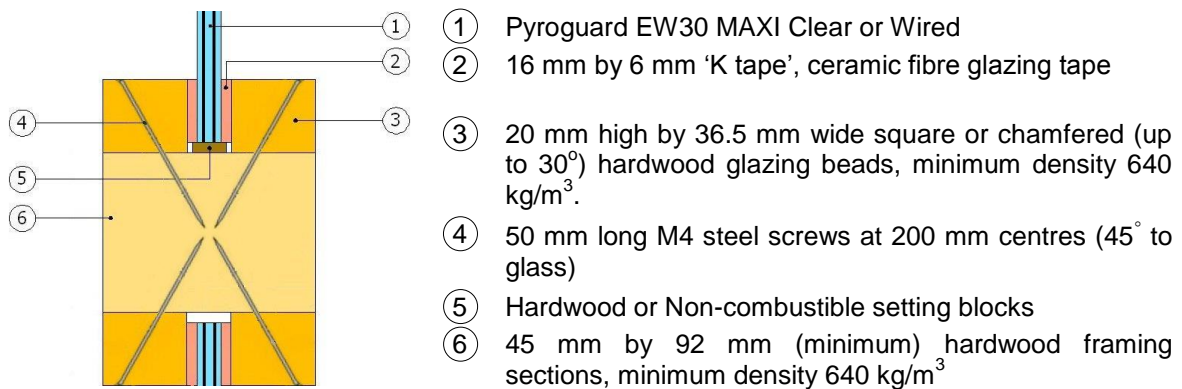 1 1 Pyroguard EW30 MAXI Clear or Wired
2 2 16 mm by 6 mm ‘K tape’, ceramic fibre glazing tape
4 3 3 20 mm high by 36.5 mm wide square or chamfered (up
to 30o) hardwood glazing beads, minimum density 640
5 kg/m3.
6 4 50 mm long M4 steel screws at 200 mm centres (45° to
glass)
5 Hardwood or Non-combustible setting blocks
6 45 mm by 92 mm (minimum) hardwood framing
sections, minimum density 640 kg/m3